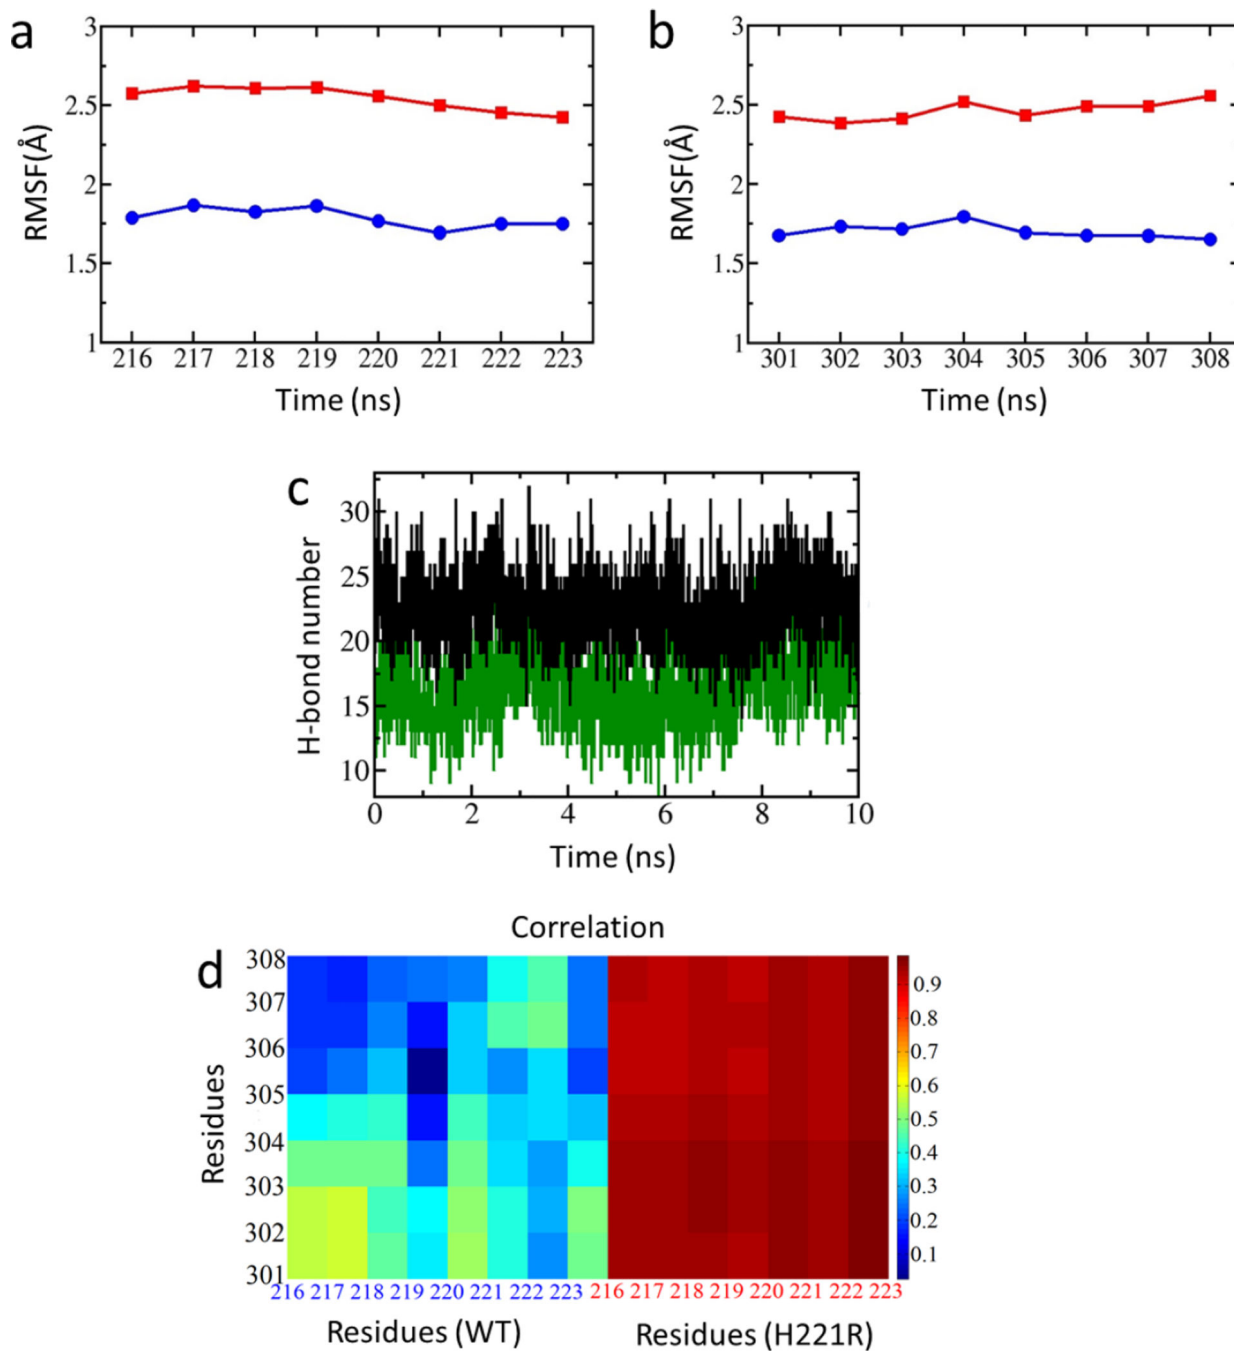 a
3
2.5
2
1.5
1
RMSF(Å)
216 217 218 219 220 221 222 223
Time (ns)
b
3
2.5
2
1.5
1
RMSF(Å)
301 302 303 304 305 306 307 308
Time (ns)
c
30
25
20
15
10
H-bond number
0 2 4 6 8 10
Time (ns)
Correlation
d
308
307
306
305
304
303
302
301
Residues
216 217 218 219 220 221 222 223 216 217 218 219 220 221 222 223
Residues (WT) Residues (H221R)
0.9
0.8
0.7
0.6
0.5
0.4
0.3
0.2
0.1